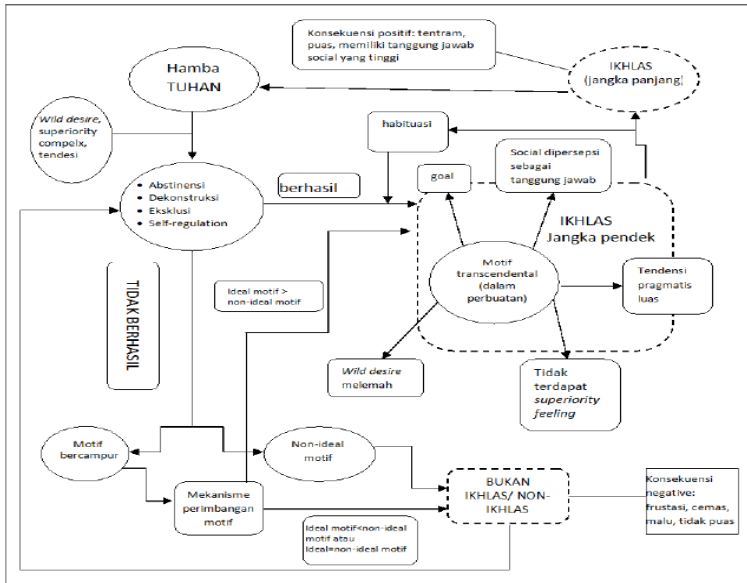 Konsekuensi positif: tentram,
puas, memiliki tanggung jawab
social yang tinggi
IKHLAS
(jangka panjang)
Hamba
TUHAN
Wild desire,
superiority
compelx,
tendesi
habituasi
Social dipersepsi
sebagai
tanggung jawab
goal
• Abstinensi
• Dekonstruksi
• Eksklusi
• Self-regulation
berhasil
IKHLAS
Jangka pendek
Motif
transcendental
(dalam
perbuatan)
Tendensi
pragmatis
luas
TIDAK BERHASIL
Ideal motif >
non-ideal motif
Wild desire
melemah
Tidak
terdapat
superiority
feeling
Motif
bercampur
Non-ideal
motif
Mekanisme
perimbangan
motif
BUKAN
IKHLAS/ NON-
IKHLAS
Konsekuensi
negative:
frustasi, cemas,
malu, tidak puas
Ideal motif<non-ideal
motif atau
Ideal=non-ideal motif